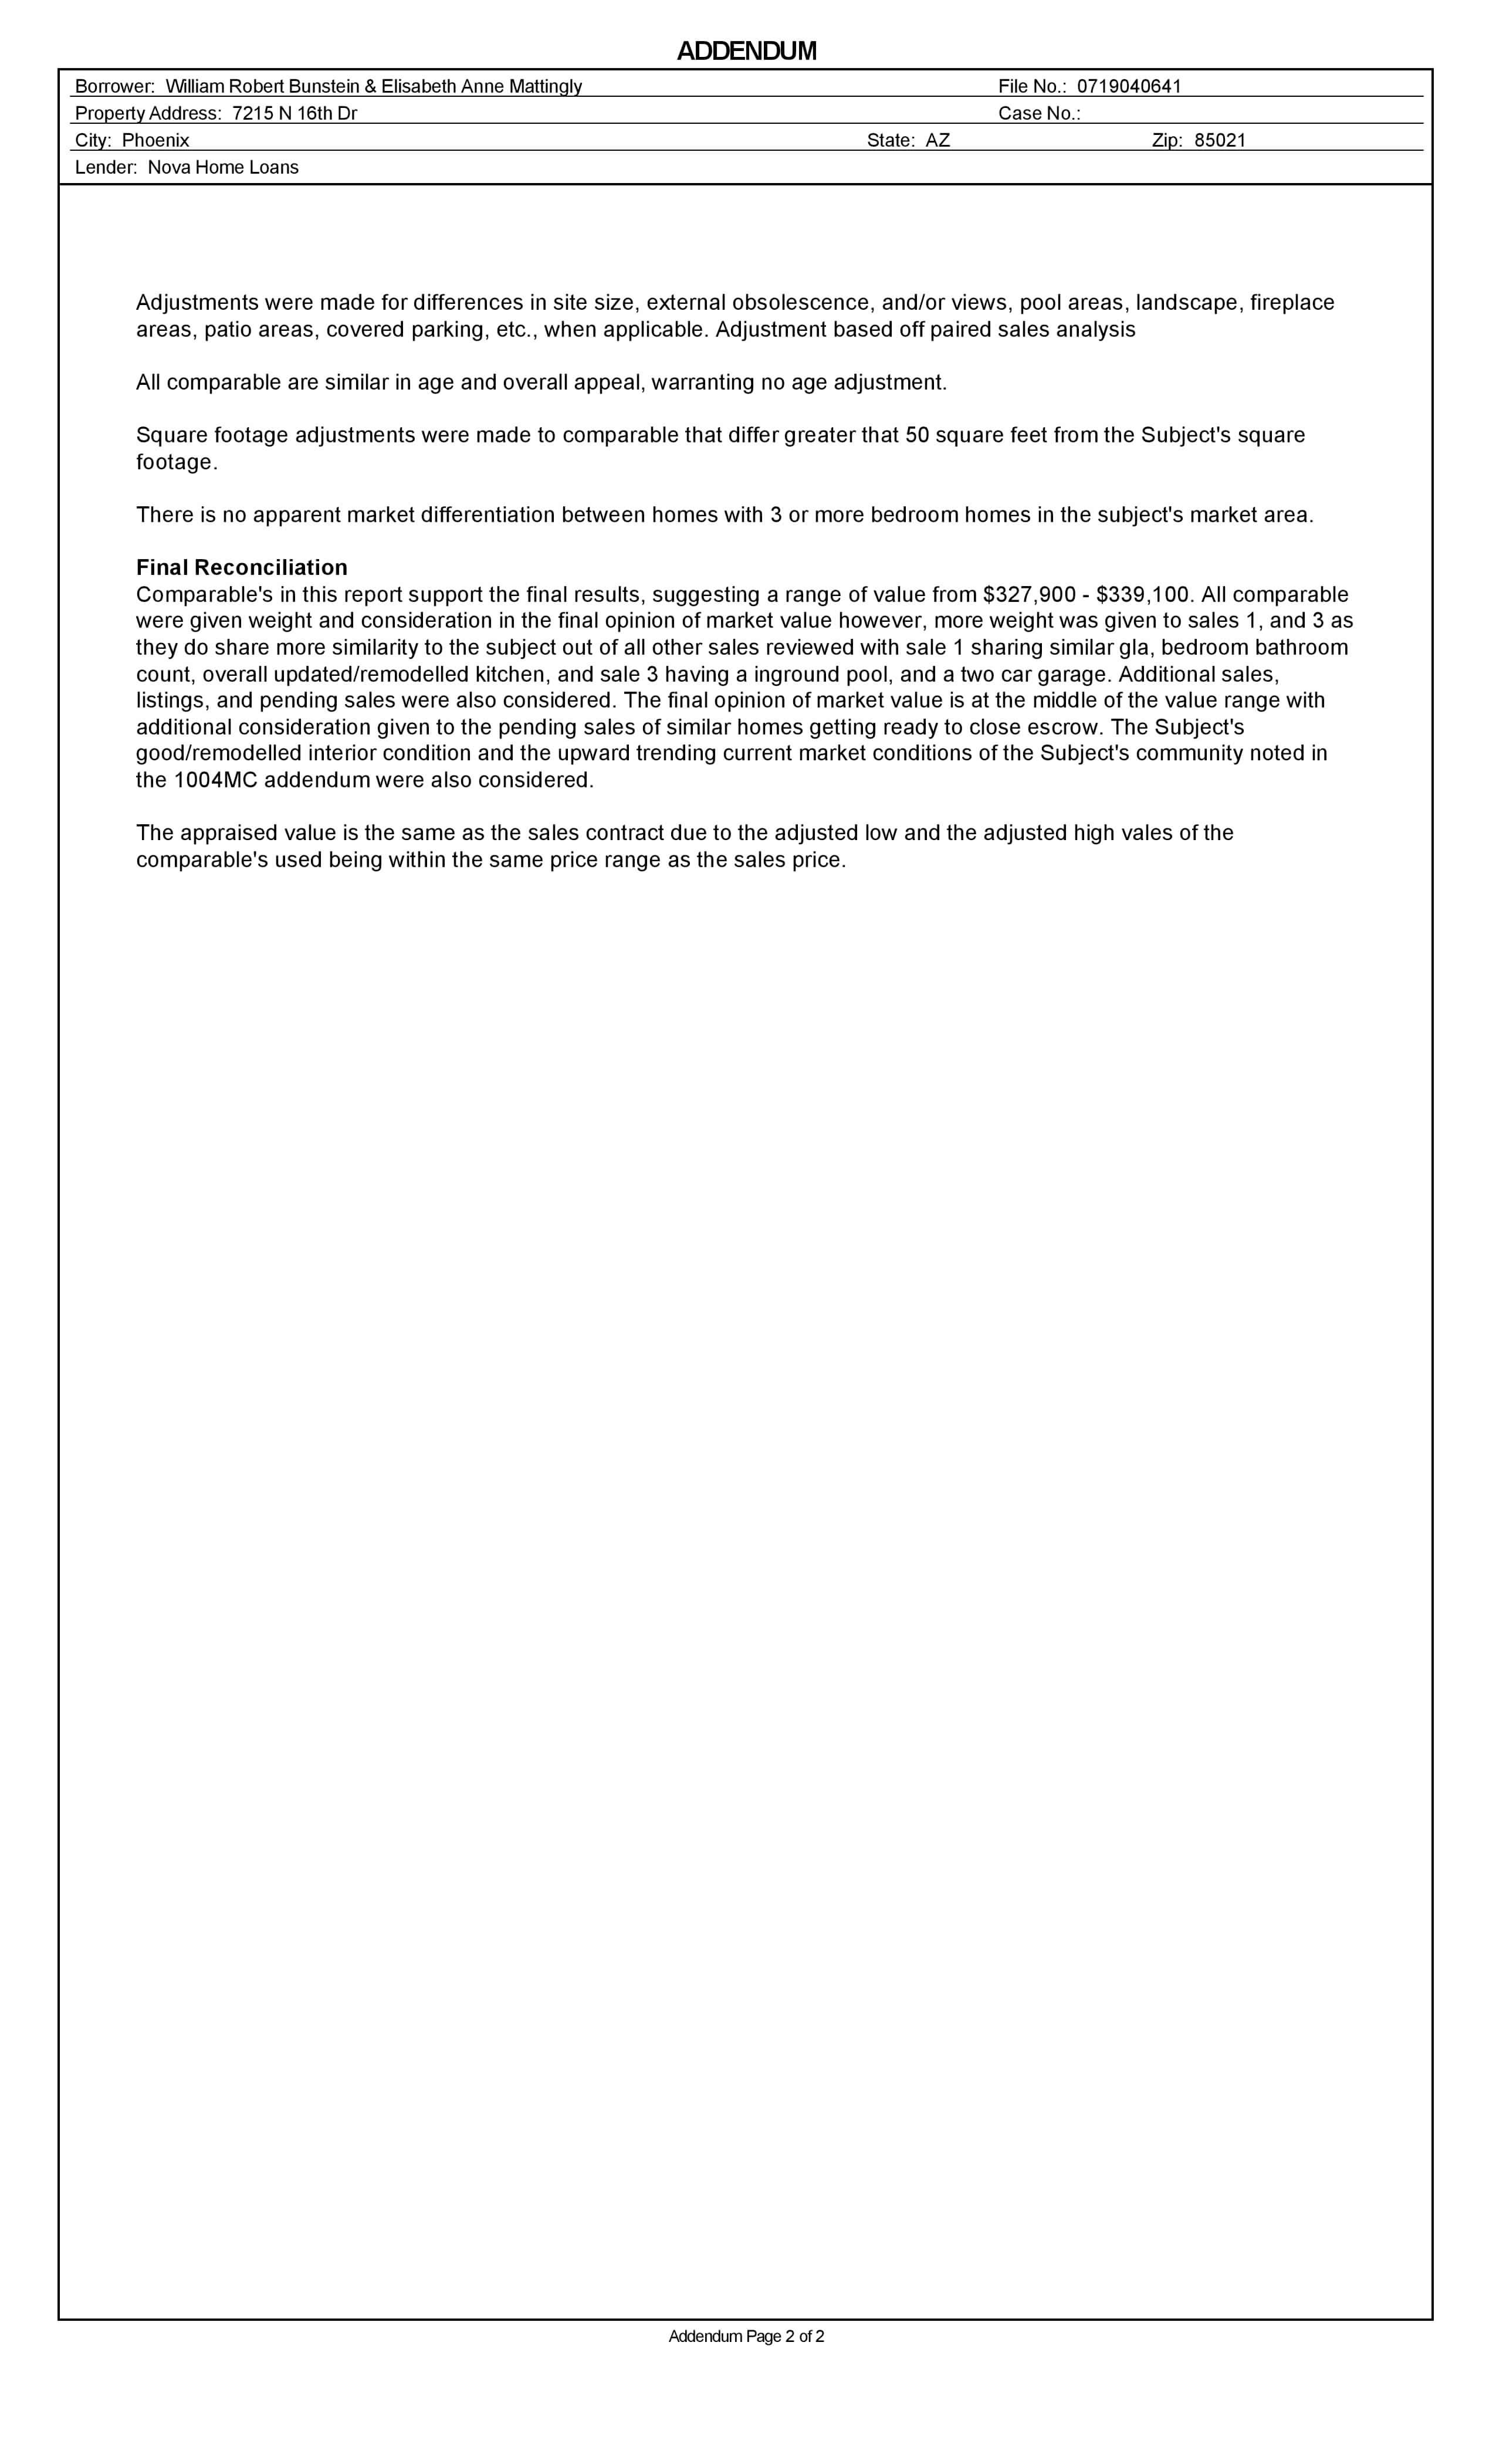 ADDENDUM
Borrower: William Robert Bunstein & Elisabeth Anne Mattingly File No.: 0719040641
Property Address: 7215 N 16th Dr Case No.:
City: Phoenix State: AZ Zip: 85021
Lender: Nova Home Loans
Adjustments were made for differences in site size, external obsolescence, and/or views, pool areas, landscape, fireplace
areas, patio areas, covered parking, etc., when applicable. Adjustment based off paired sales analysis
All comparable are similar in age and overall appeal, warranting no age adjustment.
Square footage adjustments were made to comparable that differ greater that 50 square feet from the Subject's square
footage.
There is no apparent market differentiation between homes with 3 or more bedroom homes in the subject's market area.
Final Reconciliation
Comparable's in this report support the final results, suggesting a range of value from $327,900 - $339,100. All comparable
were given weight and consideration in the final opinion of market value however, more weight was given to sales 1, and 3 as
they do share more similarity to the subject out of all other sales reviewed with sale 1 sharing similar gla, bedroom bathroom
count, overall updated/remodelled kitchen, and sale 3 having a inground pool, and a two car garage. Additional sales,
listings, and pending sales were also considered. The final opinion of market value is at the middle of the value range with
additional consideration given to the pending sales of similar homes getting ready to close escrow. The Subject's
good/remodelled interior condition and the upward trending current market conditions of the Subject's community noted in
the 1004MC addendum were also considered.
The appraised value is the same as the sales contract due to the adjusted low and the adjusted high vales of the
comparable's used being within the same price range as the sales price.
Addendum Page 2 of 2